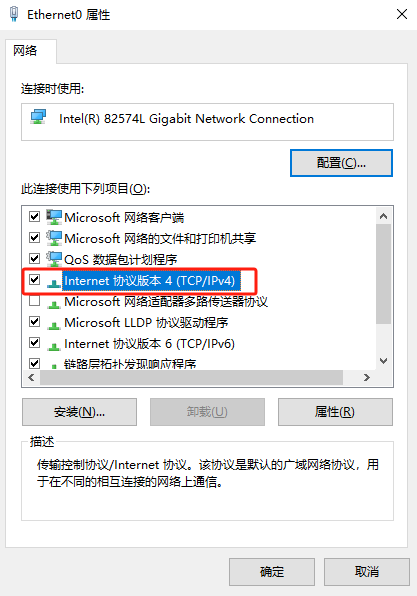 Ethernet0 属性
网络
连接时使用:
Intel(R) 82574L Gigabit Network Connection
配置(C)...
此连接使用下列项目(O):
Microsoft 网络客户端
Microsoft 网络的文件和打印机共享
QoS 数据包计划程序
Internet 协议版本 4 (TCP/IPv4)
Microsoft 网络适配器多路传送器协议
Microsoft LLDP 协议驱动程序
Internet 协议版本 6 (TCP/IPv6)
链路层拓扑发现响应程序
安装(N)...
卸载(U)
属性(R)
描述
传输控制协议/Internet 协议。该协议是默认的广域网络协议，用
于在不同的相互连接的网络上通信。
确定
取消